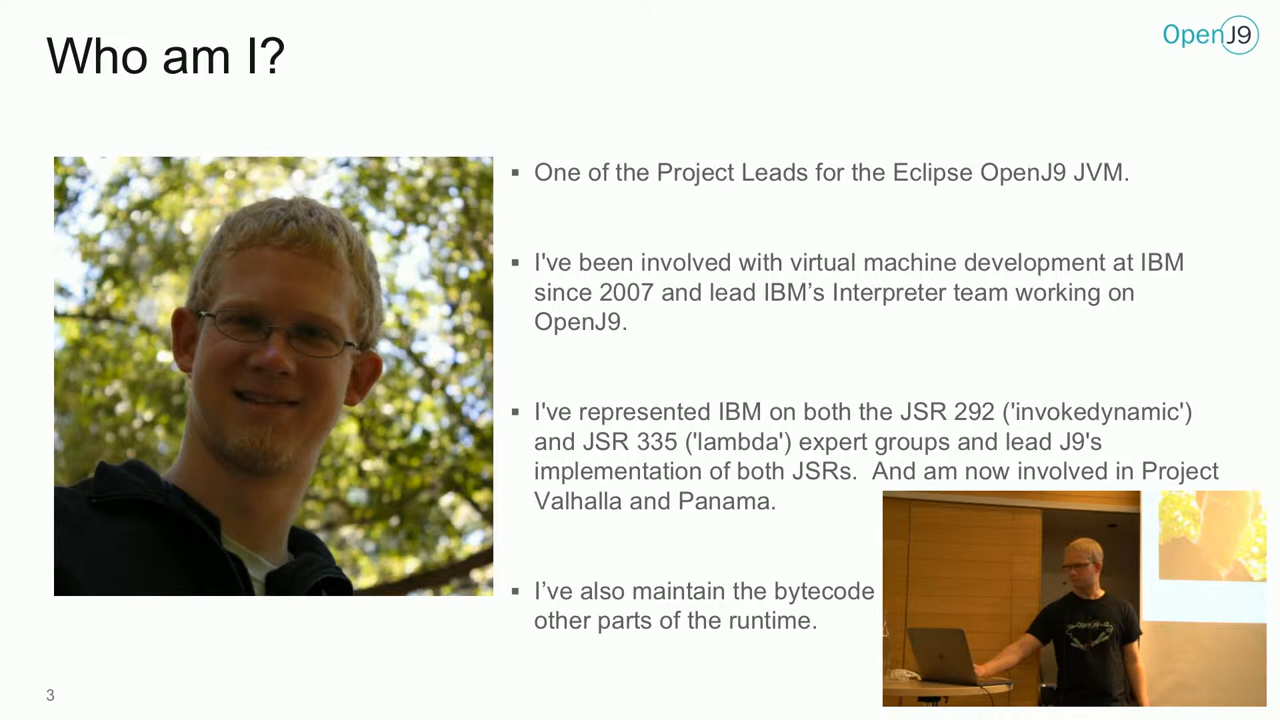 Who am I?
OpenJ9
▪ One of the Project Leads for the Eclipse OpenJ9 JVM.
▪ I've been involved with virtual machine development at IBM
since 2007 and lead IBM’s Interpreter team working on
OpenJ9.
▪ I've represented IBM on both the JSR 292 ('invokedynamic')
and JSR 335 ('lambda') expert groups and lead J9's
implementation of both JSRs.  And am now involved in Project
Valhalla and Panama.
▪ I’ve also maintain the bytecode
other parts of the runtime.
3